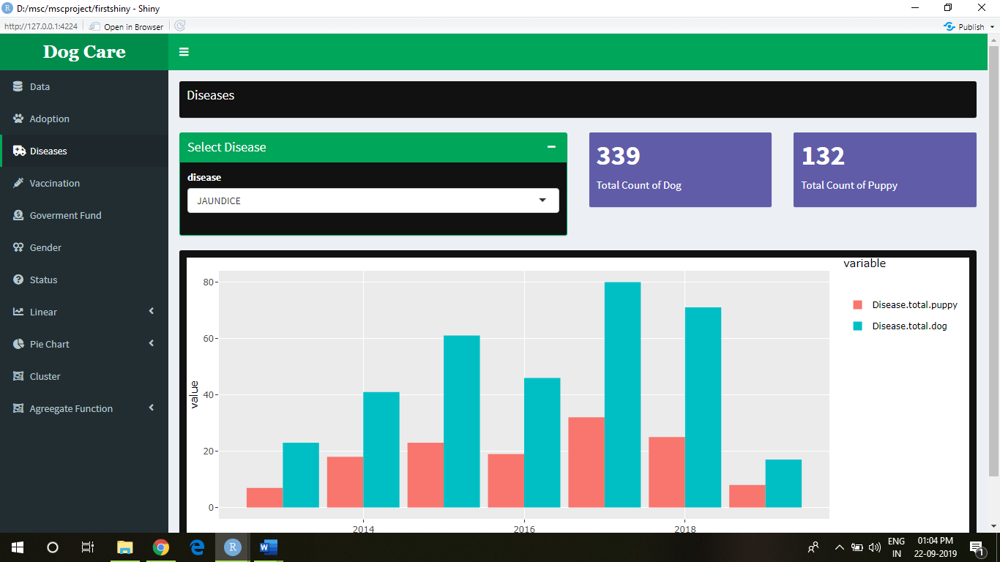 D:/msc/mscproject/firstshiny - Shiny
http://127.0.0.1:4224 Open in Browser Publish
Dog Care
Data
Adoption
Diseases
Vaccination
Goverment Fund
Gender
Status
Linear
Pie Chart
Cluster
Agreegate Function
Diseases
Select Disease
disease
JAUNDICE
339
Total Count of Dog
132
Total Count of Puppy
variable
Disease.total.puppy
Disease.total.dog
value
80
60
40
20
0
2014 2016 2018
ENG
IN
01:04 PM
22-09-2019
1